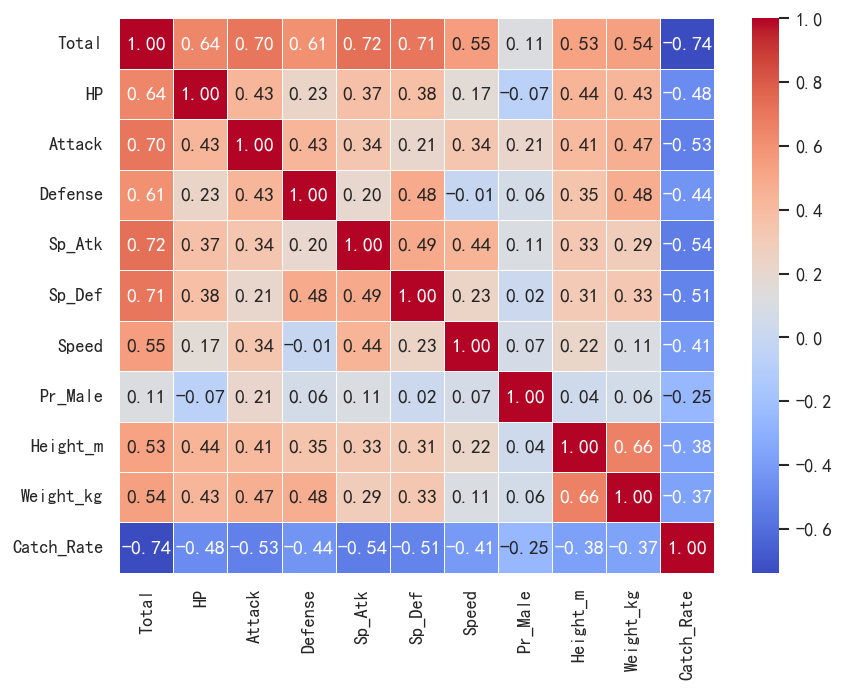 Total 1.00 0.64 0.70 0.61 0.72 0.71 0.55 0.11 0.53 0.54 −0.74
HP 0.64 1.00 0.43 0.23 0.37 0.38 0.17 −0.07 0.44 0.43 −0.48
Attack 0.70 0.43 1.00 0.43 0.34 0.21 0.34 0.21 0.41 0.47 −0.53
Defense 0.61 0.23 0.43 1.00 0.20 0.48 −0.01 0.06 0.35 0.48 −0.44
Sp_Atk 0.72 0.37 0.34 0.20 1.00 0.49 0.44 0.11 0.33 0.29 −0.54
Sp_Def 0.71 0.38 0.21 0.48 0.49 1.00 0.23 0.02 0.31 0.33 −0.51
Speed 0.55 0.17 0.34 −0.01 0.44 0.23 1.00 0.07 0.22 0.11 −0.41
Pr_Male 0.11 −0.07 0.21 0.06 0.11 0.02 0.07 1.00 0.04 0.06 −0.25
Height_m 0.53 0.44 0.41 0.35 0.33 0.31 0.22 0.04 1.00 0.66 −0.38
Weight_kg 0.54 0.43 0.47 0.48 0.29 0.33 0.11 0.06 0.66 1.00 −0.37
Catch_Rate −0.74 −0.48 −0.53 −0.44 −0.54 −0.51 −0.41 −0.25 −0.38 −0.37 1.00
Total HP Attack Defense Sp_Atk Sp_Def Speed Pr_Male Height_m Weight_kg Catch_Rate
1.0
0.8
0.6
0.4
0.2
0.0
−0.2
−0.4
−0.6